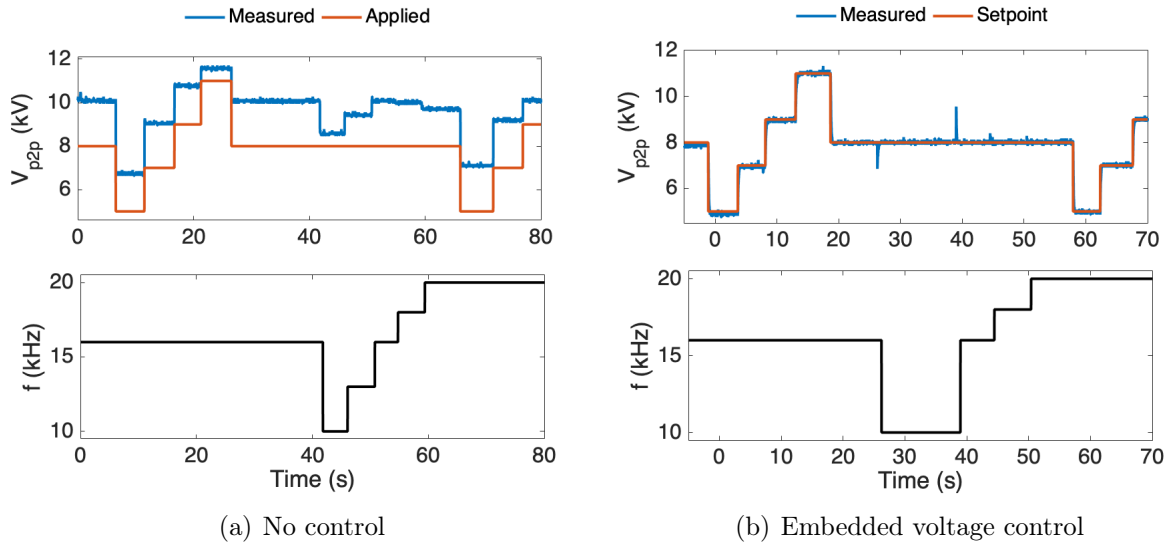 Measured Applied
12
10
8
6
V_p2p (kV)
0 20 40 60 80
20
15
10
f (kHz)
0 20 40 60 80
Time (s)
(a) No control
Measured Setpoint
12
10
8
6
V_p2p (kV)
0 10 20 30 40 50 60 70
20
15
10
f (kHz)
0 10 20 30 40 50 60 70
Time (s)
(b) Embedded voltage control